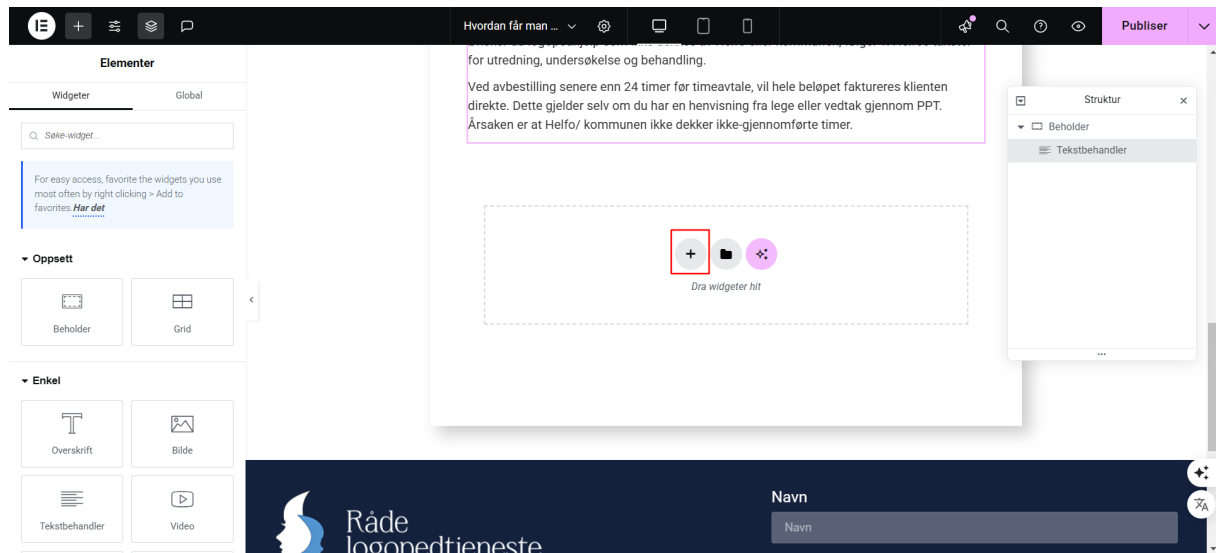 Hvordan får man ...
Publiser
Elementer
Widgeter
Global
Søke-widget...
For easy access, favorite the widgets you use
most often by right clicking > Add to
favorites.Har det
Oppsett
Beholder
Grid
Enkel
Overskrift
Bilde
Tekstbehandler
Video
for utredning, undersøkelse og behandling.
Ved avbestilling senere enn 24 timer før timeavtale, vil hele beløpet faktureres klienten
direkte. Dette gjelder selv om du har en henvisning fra lege eller vedtak gjennom PPT.
Årsaken er at Helfo/ kommunen ikke dekker ikke-gjennomførte timer.
Dra widgeter hit
Struktur
Beholder
Tekstbehandler
Råde
logopedtjeneste
Navn
Navn